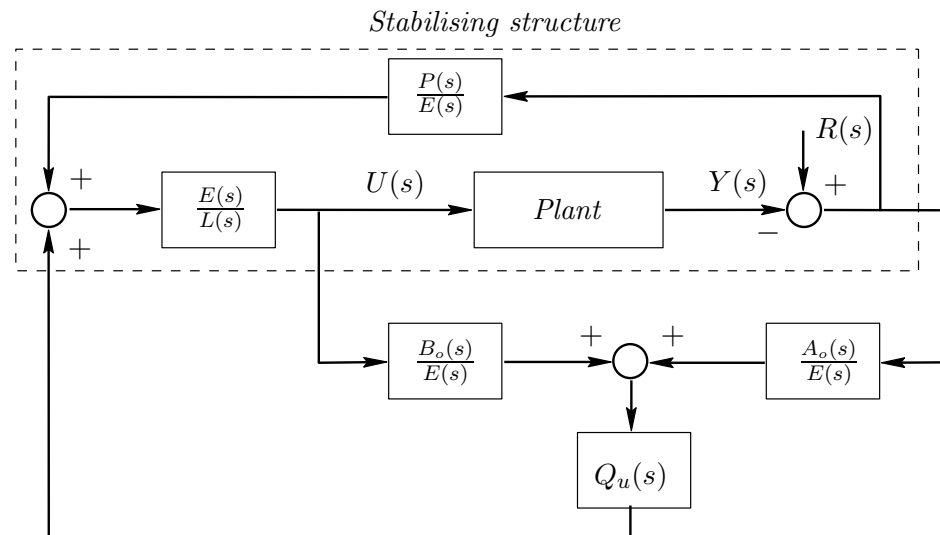 Stabilising structure
P(s)
E(s)
R(s)
+
E(s)
L(s)
U(s)
Plant
Y(s)
+
−
+
B_o(s)
E(s)
+
+
A_o(s)
E(s)
Q_u(s)